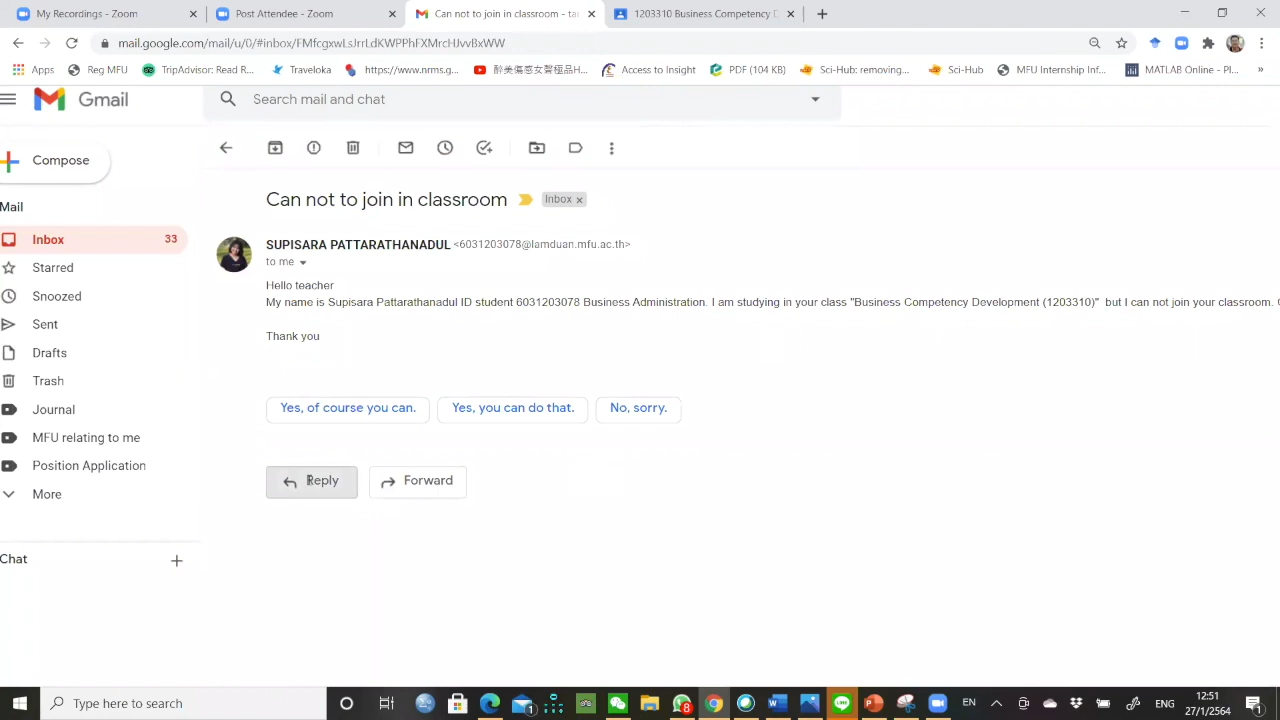 My Recordings - Zoom
Post Attendee - Zoom
Can not to join in classroom - tan
1203310 Business Competency D
mail.google.com/mail/u/0/#inbox/FMfcgxwLsJrrLdKWPPhFXMrcHJvvBxWW
Apps
Reg MFU
TripAdvisor: Read R...
Traveloka
https://www.nms.g...
Access to Insight
PDF (104 KB)
Sci-Hub: removing...
Sci-Hub
MFU Internship Inf...
MATLAB Online - Pl...
»
Gmail
Search mail and chat
Compose
Mail
Inbox 33
Starred
Snoozed
Sent
Drafts
Trash
Journal
MFU relating to me
Position Application
More
Chat
Can not to join in classroom
Inbox x
SUPISARA PATTARATHANADUL <6031203078@lamduan.mfu.ac.th>
to me
Hello teacher
My name is Supisara Pattarathanadul ID student 6031203078 Business Administration. I am studying in your class "Business Competency Development (1203310)" but I can not join your classroom.
Thank you
Yes, of course you can.
Yes, you can do that.
No, sorry.
Reply
Forward
Type here to search
1
8
EN
ENG
12:51
27/1/2564
1